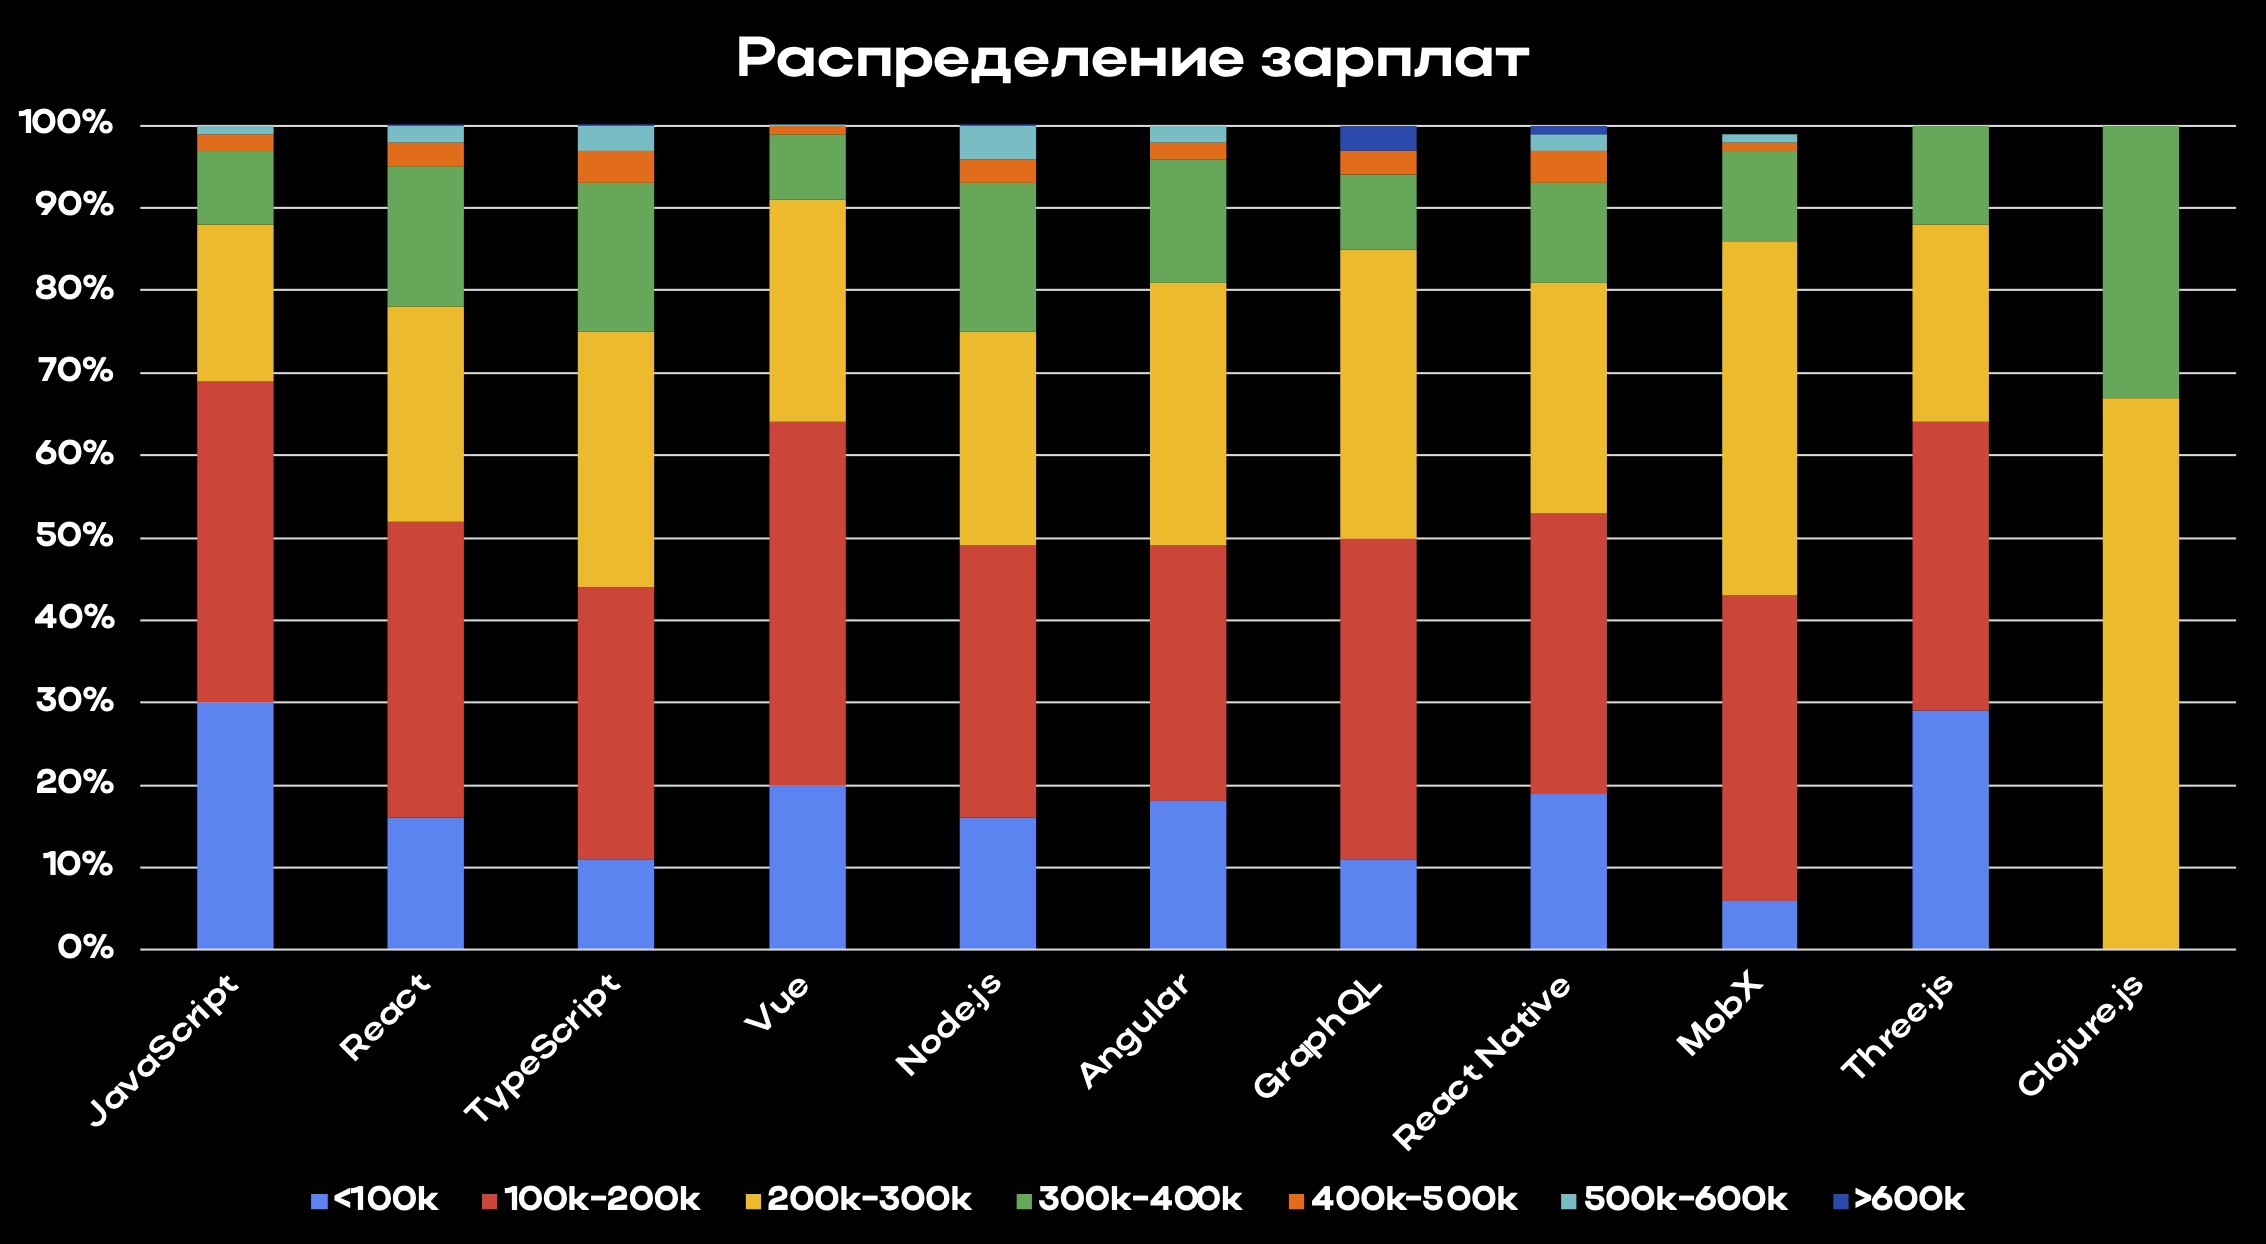 Распределение зарплат
100%
90%
80%
70%
60%
50%
40%
30%
20%
10%
0%
JavaScript
React
TypeScript
Vue
Node.js
Angular
GraphQL
React Native
MobX
Three.js
Clojure.js
<100k
100k-200k
200k-300k
300k-400k
400k-500k
500k-600k
>600k